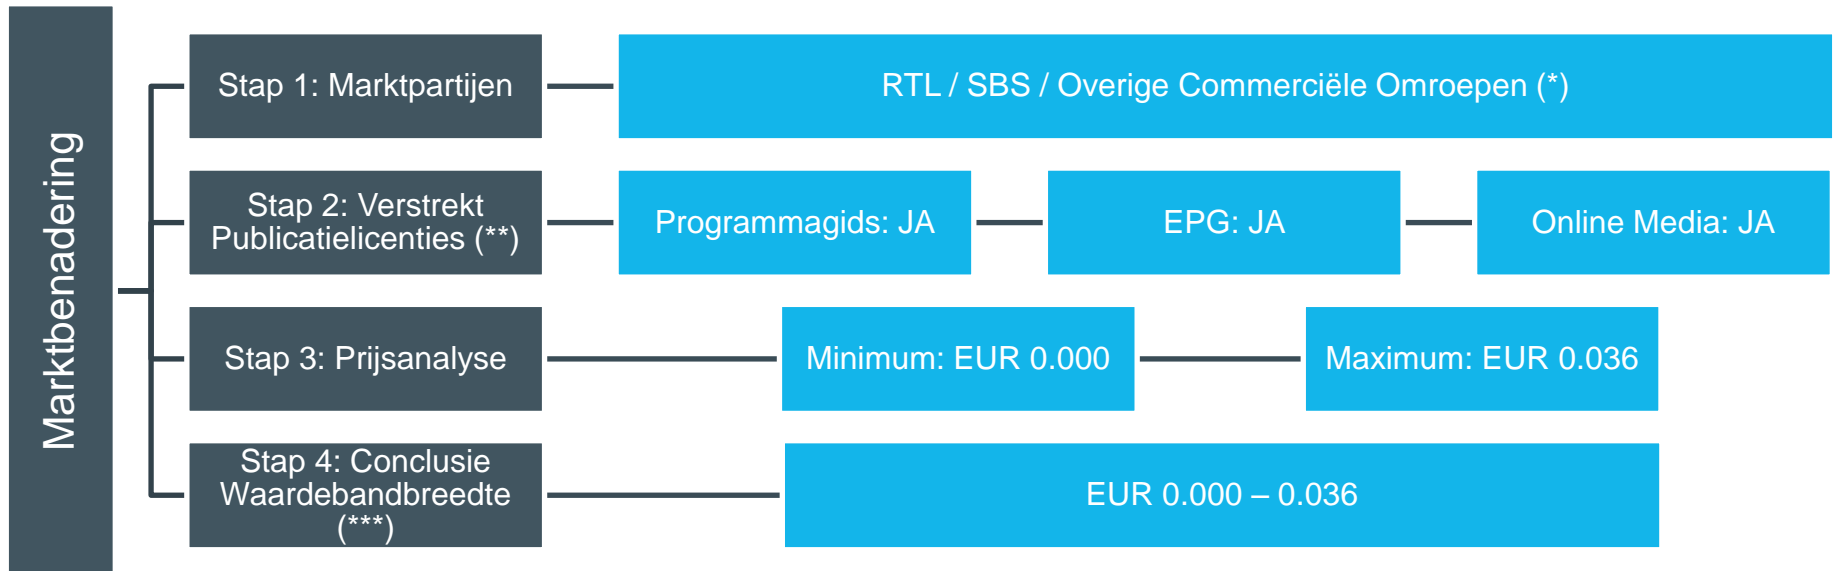 Marktbenadering
Stap 1: Marktpartijen
RTL / SBS / Overige Commerciële Omroepen (*)
Stap 2: Verstrekt
Publicatielicenties (**)
Programmagids: JA
EPG: JA
Online Media: JA
Stap 3: Prijsanalyse
Minimum: EUR 0.000
Maximum: EUR 0.036
Stap 4: Conclusie
Waardebandbreedte
(***)
EUR 0.000 – 0.036